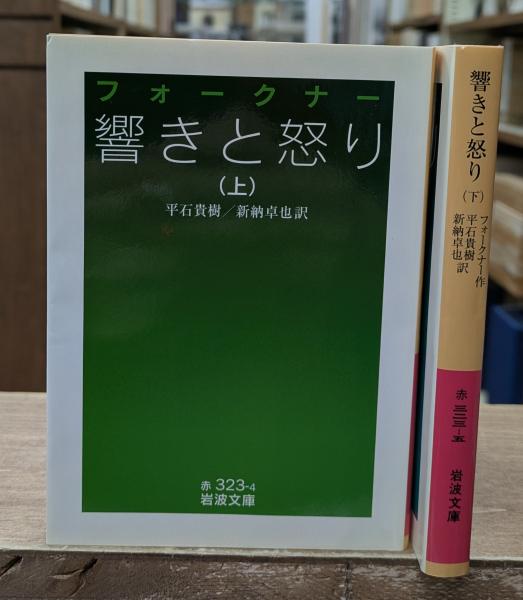 フォークナー
響きと怒り
（上）
平石貴樹／新納卓也訳
赤 323-4
岩波文庫
響きと怒り（下）
フォークナー作
平石貴樹
新納卓也訳
赤 三二三-五
岩波文庫